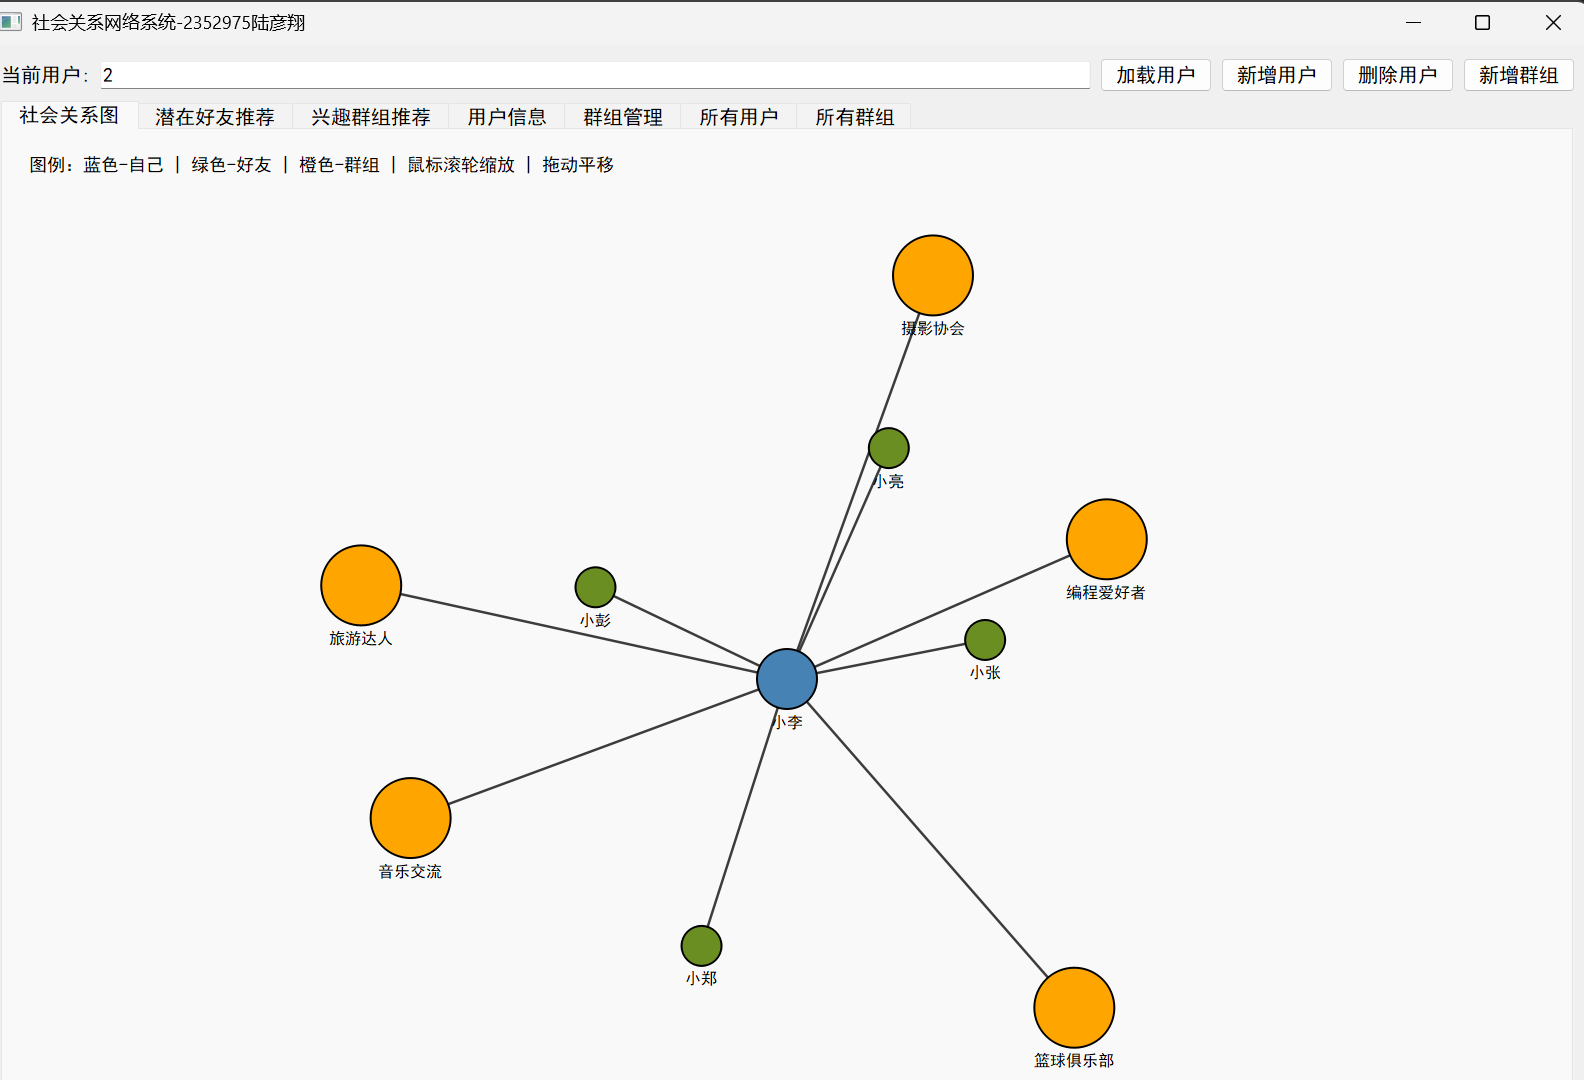 社会关系网络系统-2352975陆彦翔
当前用户： 2 加载用户 新增用户 删除用户 新增群组
社会关系图 潜在好友推荐 兴趣群组推荐 用户信息 群组管理 所有用户 所有群组
图例：蓝色-自己 | 绿色-好友 | 橙色-群组 | 鼠标滚轮缩放 | 拖动平移
摄影协会
小亮
编程爱好者
小彭
旅游达人
小张
小李
音乐交流
小郑
篮球俱乐部